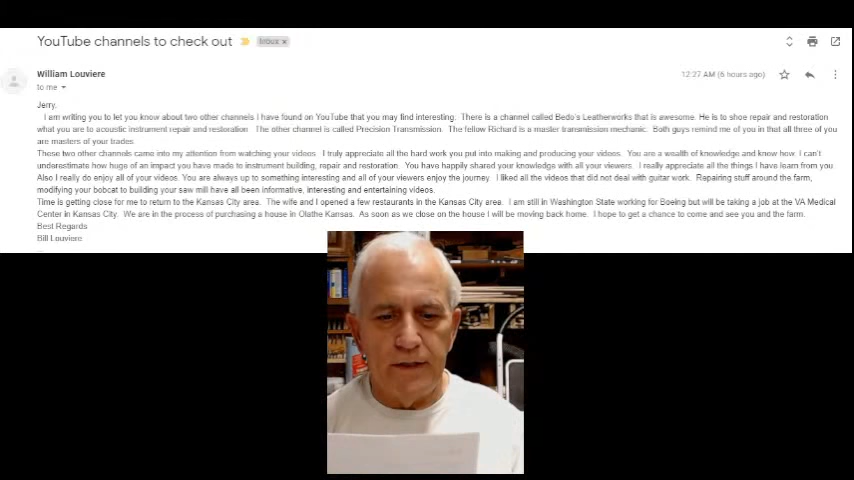 YouTube channels to check out
Inbox x
William Louviere
12:27 AM (6 hours ago)
to me
Jerry,
I am writing you to let you know about two other channels I have found on YouTube that you may find interesting. There is a channel called Bedo's Leatherworks that is awesome. He is to shoe repair and restoration
what you are to acoustic instrument repair and restoration The other channel is called Precision Transmission. The fellow Richard is a master transmission mechanic. Both guys remind me of you in that all three of you
are masters of your trades.
These two other channels came into my attention from watching your videos. I truly appreciate all the hard work you put into making and producing your videos. You are a wealth of knowledge and know how. I can't
underestimate how huge of an impact you have made to instrument building, repair and restoration. You have happily shared your knowledge with all your viewers. I really appreciate all the things I have learn from you.
Also I really do enjoy all of your videos. You are always up to something interesting and all of your viewers enjoy the journey. I liked all the videos that did not deal with guitar work. Repairing stuff around the farm,
modifying your bobcat to building your saw mill have all been informative, interesting and entertaining videos.
Time is getting close for me to return to the Kansas City area. The wife and I opened a few restaurants in the Kansas City area. I am still in Washington State working for Boeing but will be taking a job at the VA Medical
Center in Kansas City. We are in the process of purchasing a house in Olathe Kansas. As soon as we close on the house I will be moving back home. I hope to get a chance to come and see you and the farm.
Best Regards
Bill Louviere